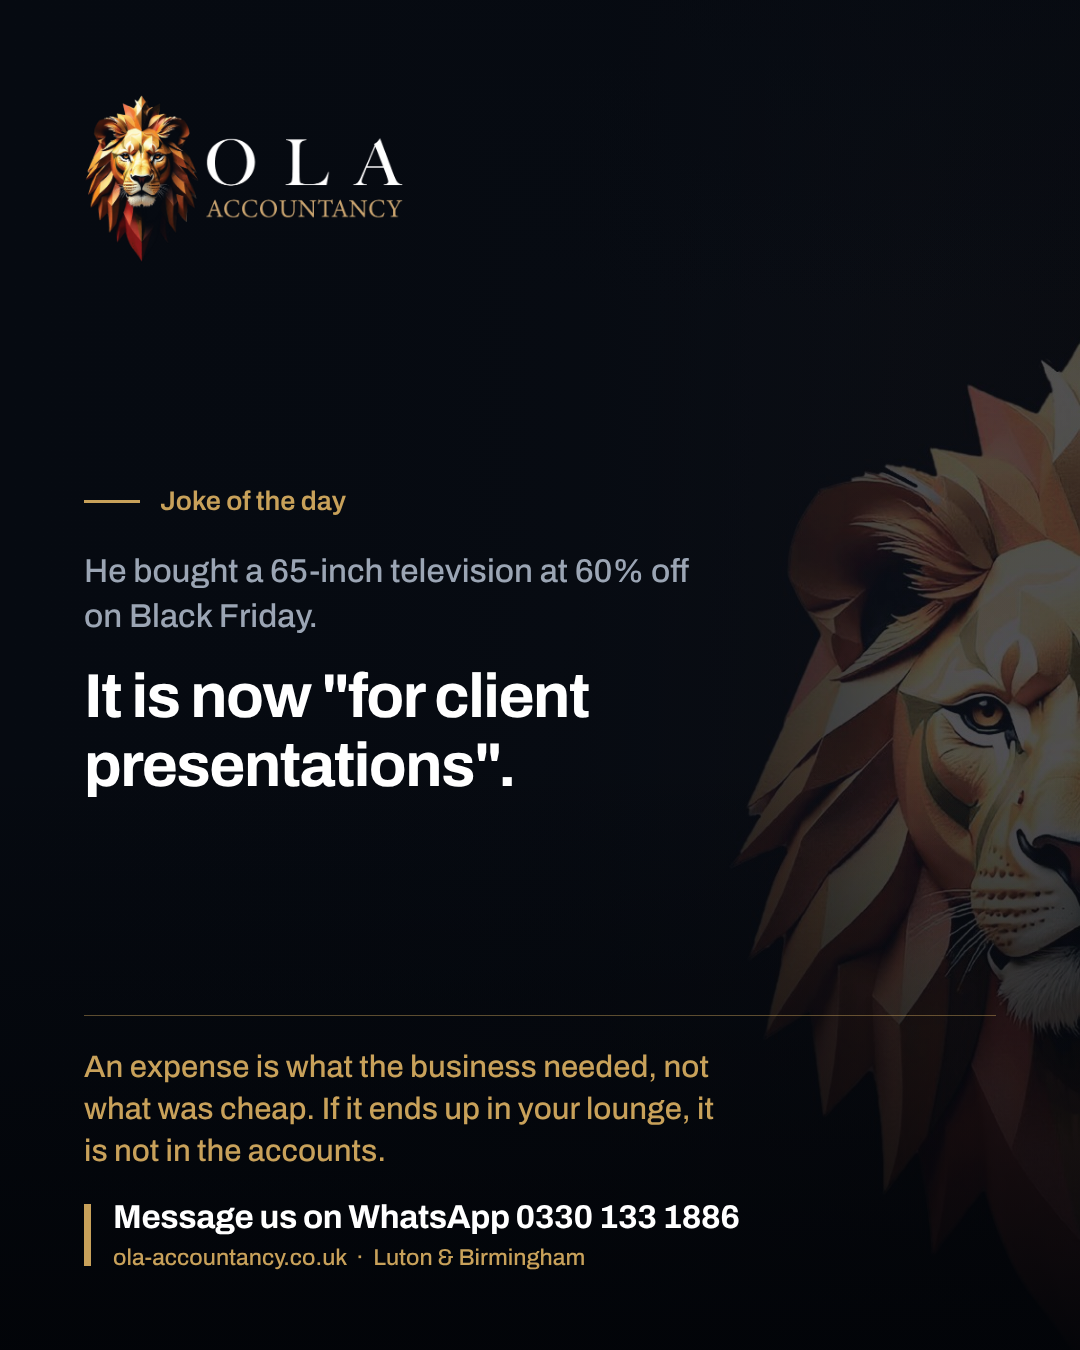 OLA
ACCOUNTANCY
Joke of the day
He bought a 65-inch television at 60% off
on Black Friday.
It is now "for client
presentations".
An expense is what the business needed, not
what was cheap. If it ends up in your lounge, it
is not in the accounts.
Message us on WhatsApp 0330 133 1886
ola-accountancy.co.uk · Luton & Birmingham